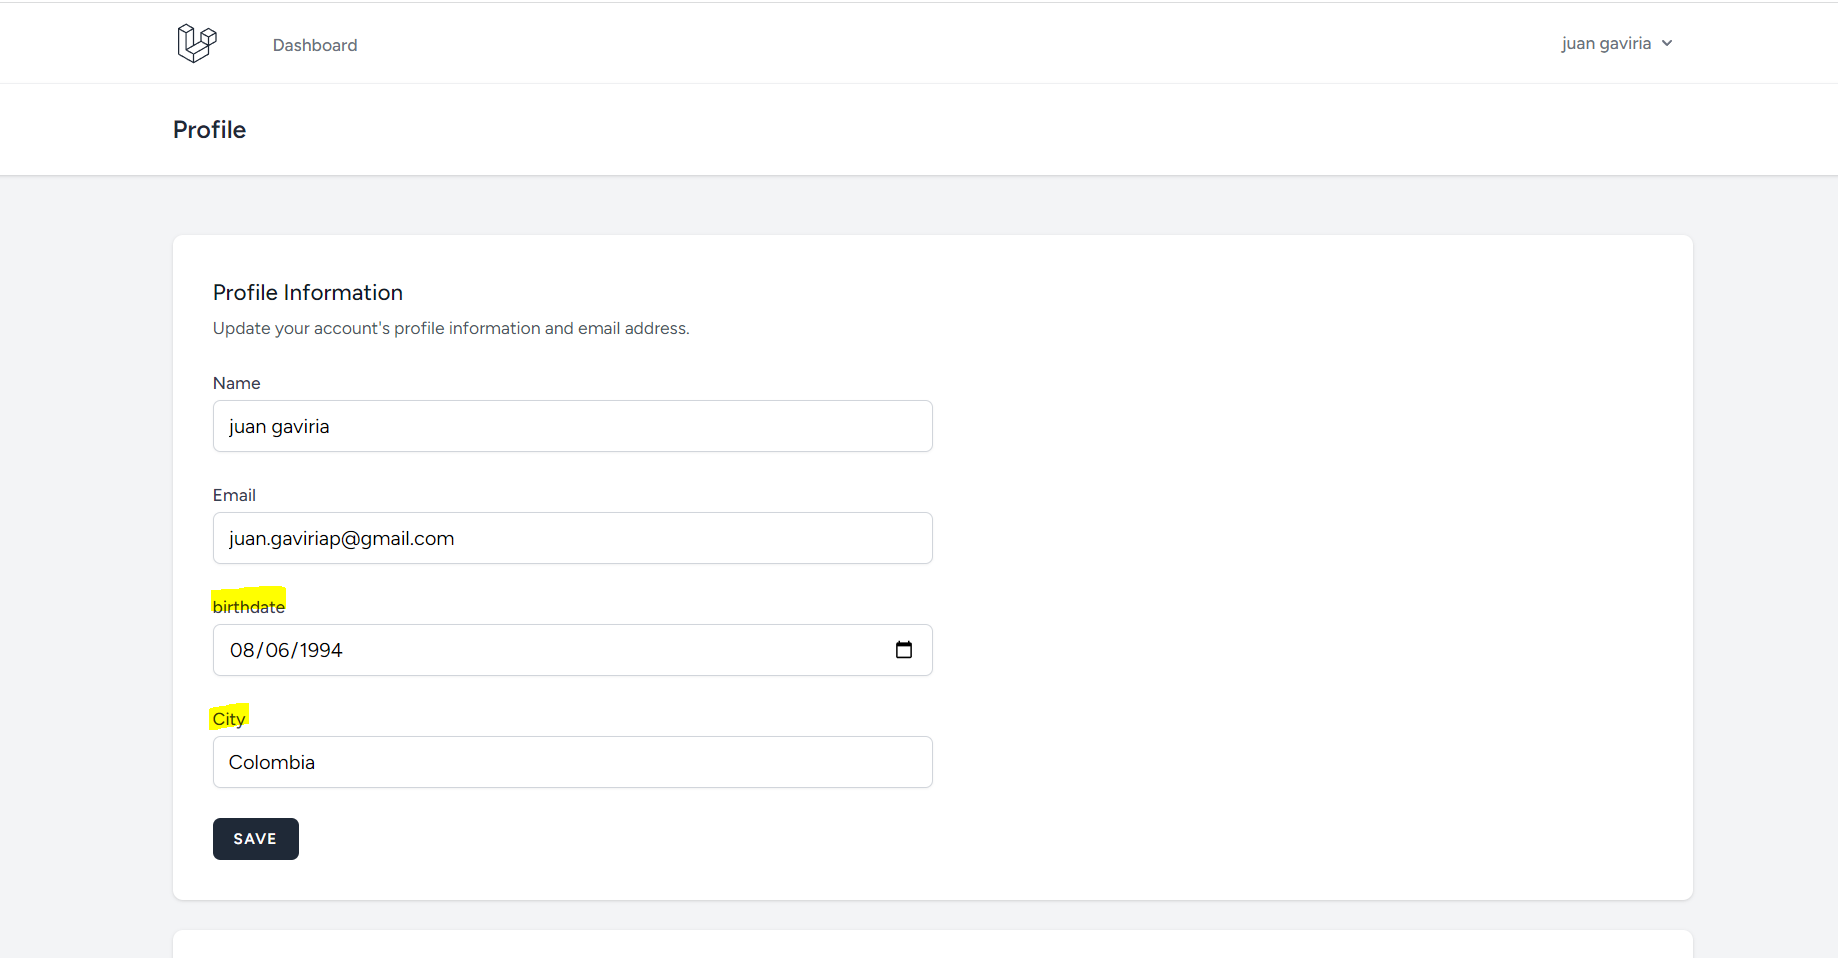 Dashboard
juan gaviria
Profile
Profile Information
Update your account's profile information and email address.
Name
juan gaviria
Email
juan.gaviriap@gmail.com
birthdate
08/06/1994
City
Colombia
SAVE